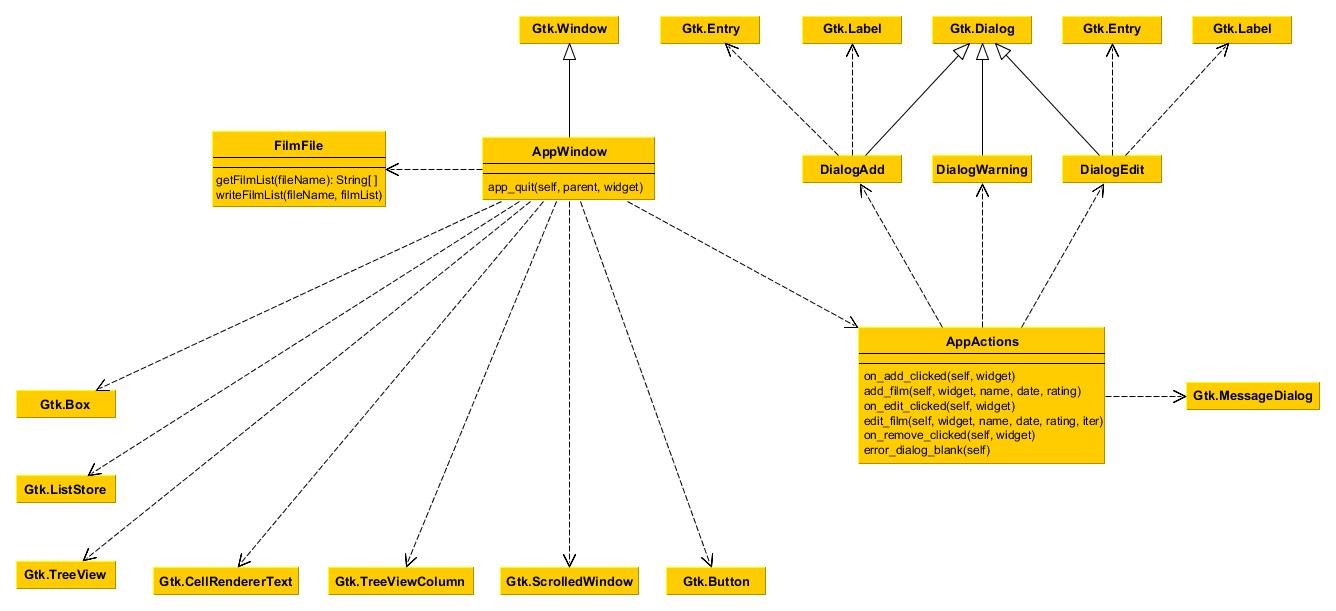 Gtk.Window
Gtk.Entry
Gtk.Label
Gtk.Dialog
Gtk.Entry
Gtk.Label
FilmFile
getFilmList(fileName): String[ ]
writeFilmList(fileName, filmList)
AppWindow
app_quit(self, parent, widget)
DialogAdd
DialogWarning
DialogEdit
AppActions
on_add_clicked(self, widget)
add_film(self, widget, name, date, rating)
on_edit_clicked(self, widget)
edit_film(self, widget, name, date, rating, iter)
on_remove_clicked(self, widget)
error_dialog_blank(self)
Gtk.MessageDialog
Gtk.Box
Gtk.ListStore
Gtk.TreeView
Gtk.CellRendererText
Gtk.TreeViewColumn
Gtk.ScrolledWindow
Gtk.Button